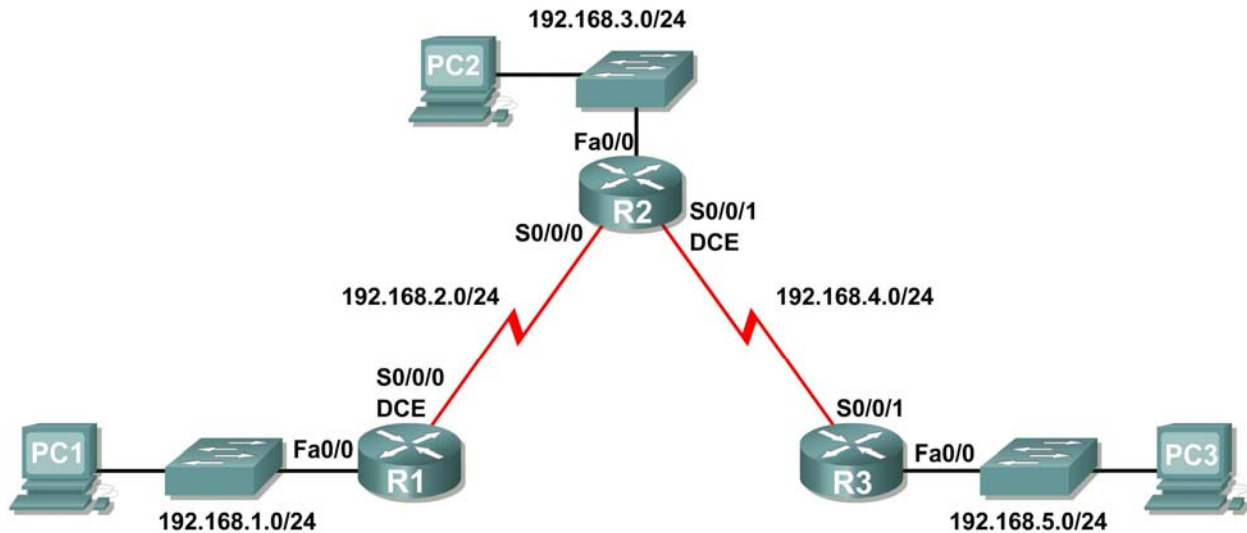 192.168.3.0/24
PC2
Fa0/0
R2
S0/0/1
DCE
S0/0/0
192.168.2.0/24
192.168.4.0/24
S0/0/0
DCE
S0/0/1
PC1
Fa0/0
R1
R3
Fa0/0
PC3
192.168.1.0/24
192.168.5.0/24